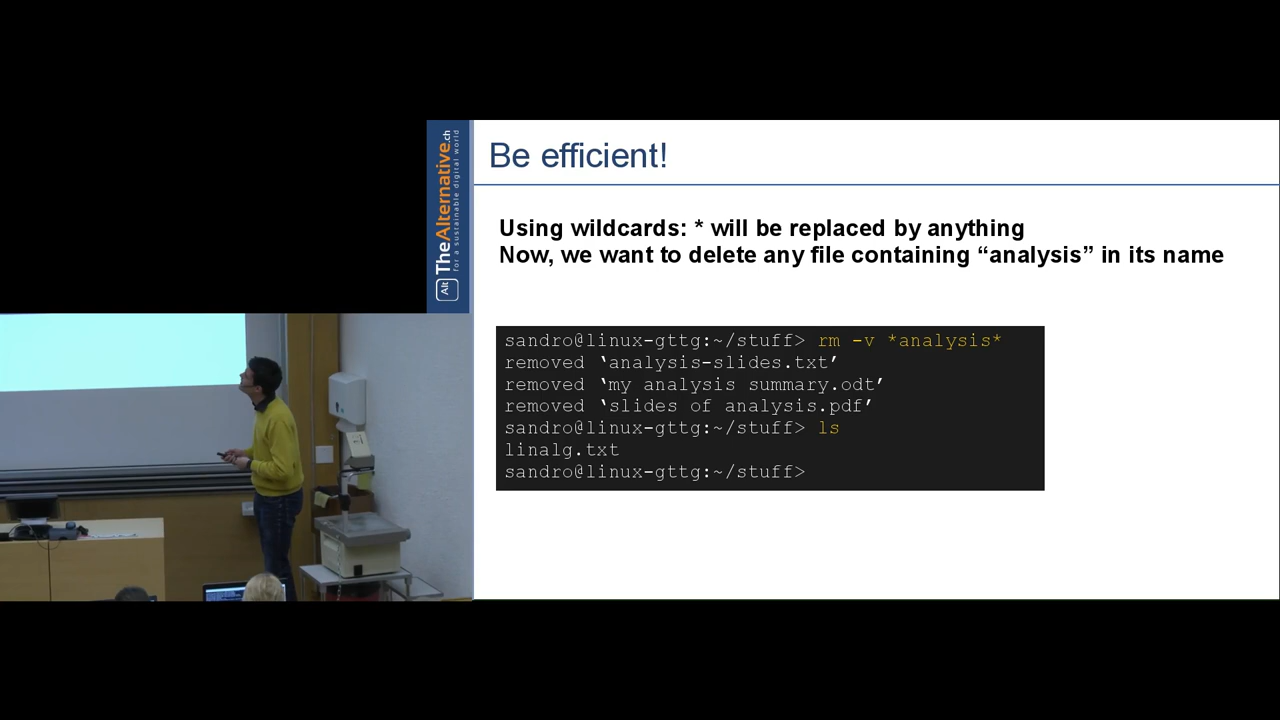 Be efficient!
Using wildcards: * will be replaced by anything
Now, we want to delete any file containing “analysis” in its name
sandro@linux-gttg:~/stuff> rm -v *analysis*
removed ‘analysis-slides.txt’
removed ‘my analysis summary.odt’
removed ‘slides of analysis.pdf’
sandro@linux-gttg:~/stuff> ls
linalg.txt
sandro@linux-gttg:~/stuff>
Alt
TheAlternative.ch
for a sustainable digital world